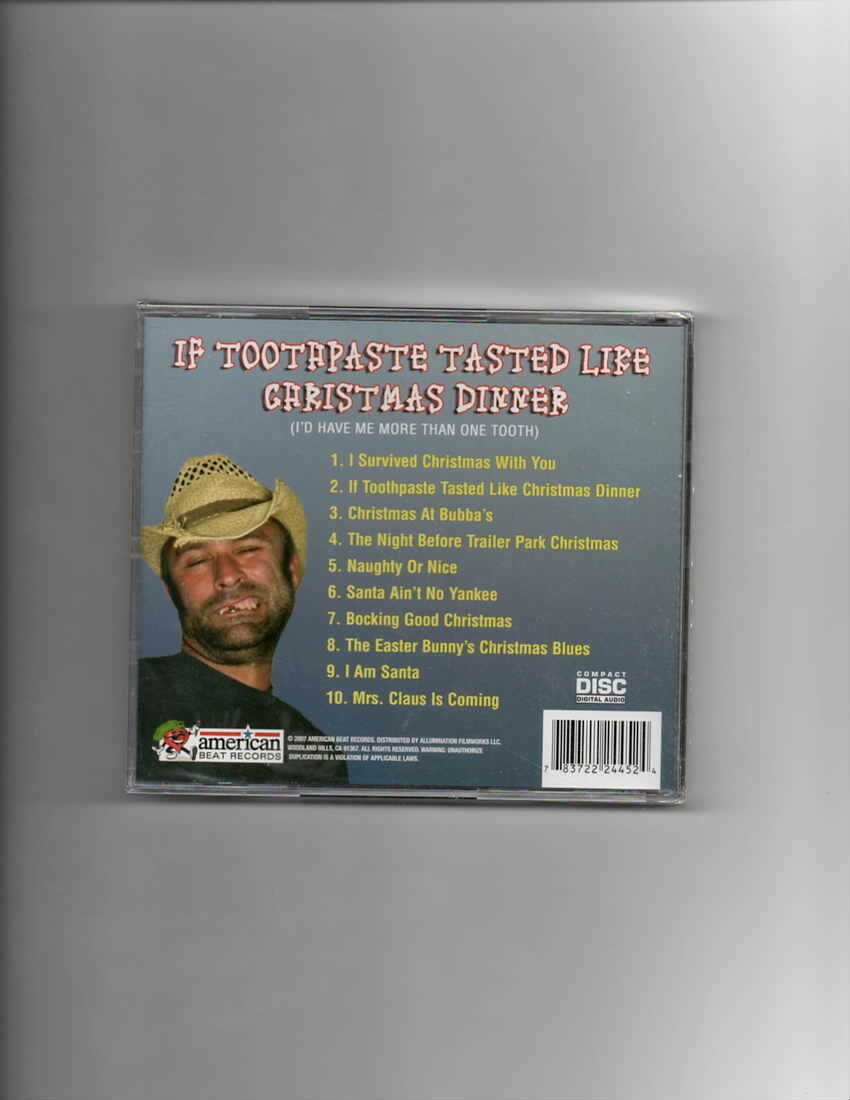 IF TOOTHPASTE TASTED LIKE
CHRISTMAS DINNER
(I'D HAVE ME MORE THAN ONE TOOTH)
1. I Survived Christmas With You
2. If Toothpaste Tasted Like Christmas Dinner
3. Christmas At Bubba's
4. The Night Before Trailer Park Christmas
5. Naughty Or Nice
6. Santa Ain't No Yankee
7. Bocking Good Christmas
8. The Easter Bunny's Christmas Blues
9. I Am Santa
10. Mrs. Claus Is Coming
COMPACT
DISC
DIGITAL AUDIO
american
BEAT RECORDS
© 2007 AMERICAN BEAT RECORDS. DISTRIBUTED BY ALLUMINATION FILMWORKS LLC.
WOODLAND HILLS, CA 91367. ALL RIGHTS RESERVED. WARNING: UNAUTHORIZE
DUPLICATION IS A VIOLATION OF APPLICABLE LAWS.
7 83722 24452 4